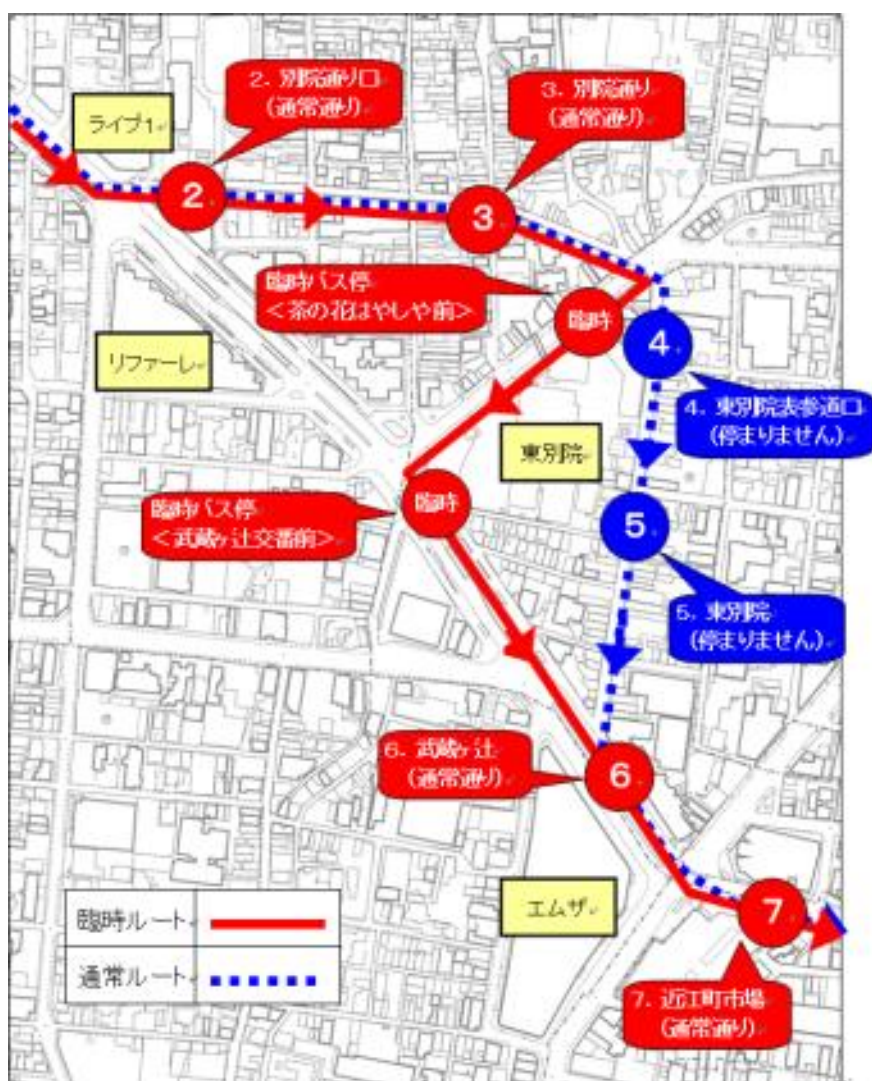 2. 別院通り口
(通常通り)
3. 別院通り
(通常通り)
ライブ1
2
3
臨時バス停
＜茶の花はやしや前＞
臨時
4
リファーレ
4. 東別院表参道口
(停まりません)
東別院
臨時バス停
＜武蔵ヶ辻交番前＞
臨時
5
5. 東別院
(停まりません)
6. 武蔵ヶ辻
(通常通り)
6
エムザ
7
臨時ルート
通常ルート
7. 近江町市場
(通常通り)